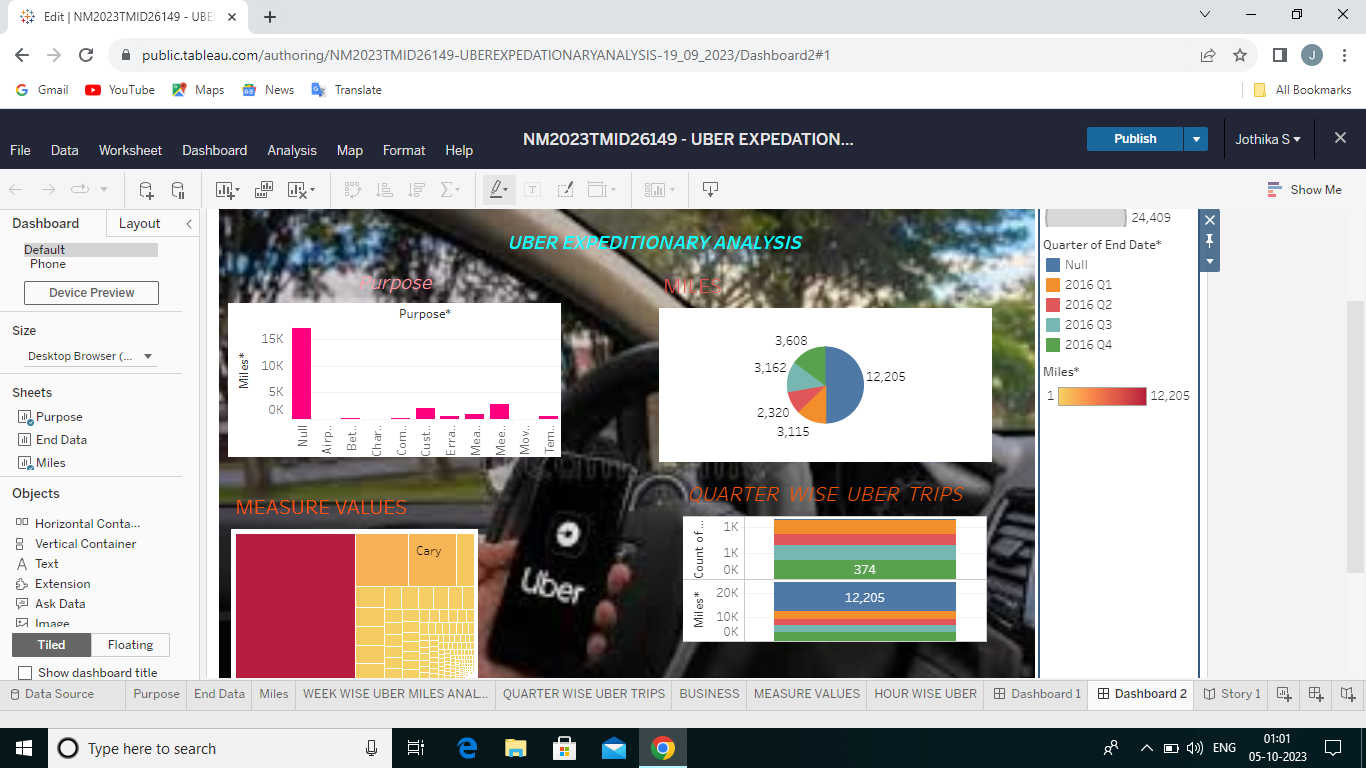 Edit | NM2023TMID26149 - UBE
public.tableau.com/authoring/NM2023TMID26149-UBEREXPEDATIONARYANALYSIS-19_09_2023/Dashboard2#1
J
Gmail YouTube Maps News Translate All Bookmarks
NM2023TMID26149 - UBER EXPEDATION...
Publish
Jothika S
File Data Worksheet Dashboard Analysis Map Format Help
Show Me
Dashboard Layout
Default
Phone
Device Preview
Size
Desktop Browser (...
Sheets
Purpose
End Data
Miles
Objects
Horizontal Conta...
Vertical Container
Text
Extension
Ask Data
Image
Tiled Floating
Show dashboard title
UBER EXPEDITIONARY ANALYSIS
Purpose
Purpose*
Miles*
15K
10K
5K
0K
Null Airp.. Bet.. Char.. Com.. Cust.. Erra.. Mea.. Mee.. Mov.. Tem..
MILES
3,608
3,162
12,205
2,320
3,115
MEASURE VALUES
Cary
Uber
QUARTER WISE UBER TRIPS
Count of ...
1K
1K
0K
374
Miles*
20K
10K
0K
12,205
24,409
Quarter of End Date*
Null
2016 Q1
2016 Q2
2016 Q3
2016 Q4
Miles*
1 12,205
Data Source Purpose End Data Miles WEEK WISE UBER MILES ANAL... QUARTER WISE UBER TRIPS BUSINESS MEASURE VALUES HOUR WISE UBER Dashboard 1 Dashboard 2 Story 1
Type here to search
ENG
01:01
05-10-2023